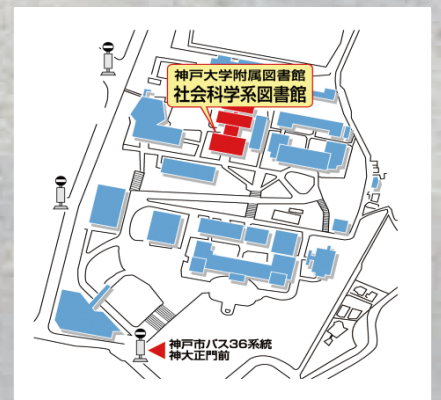 神戸大学附属図書館
社会科学系図書館
神戸市バス36系統
神大正門前